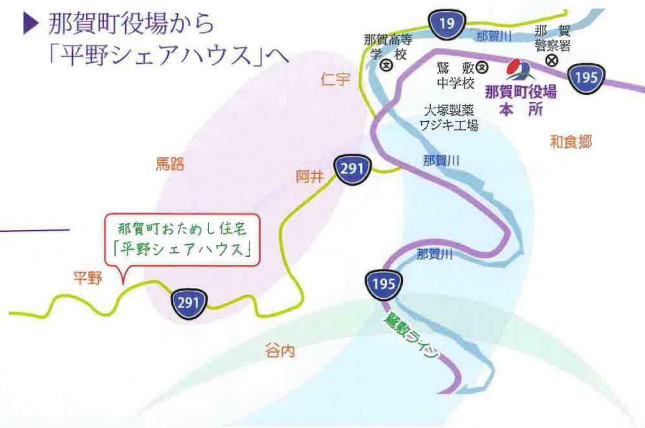 ▶ 那賀町役場から
「平野シェアハウス」へ
19
那賀川
那賀高等
学校
那賀
警察署
鷲敷
中学校
那賀町役場
本所
195
仁宇
大塚製薬
ワジキ工場
和食郷
馬路
阿井
291
那賀川
那賀町おためし住宅
「平野シェアハウス」
那賀川
平野
291
195
鷲敷ライン
谷内